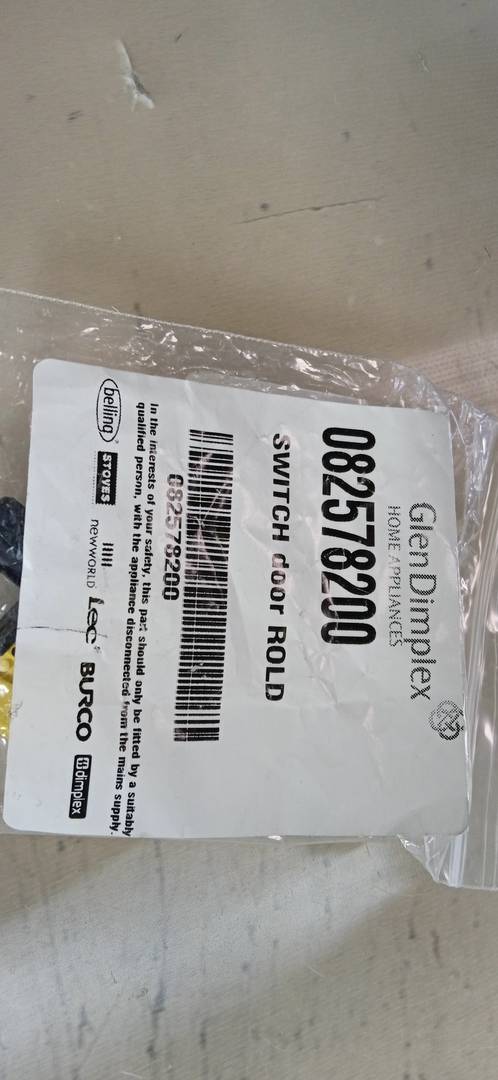 GlenDimplex
HOME APPLIANCES
082578200
SWITCH door ROLD
082578200
In the interests of your safety, this part should only be fitted by a suitably
qualified person, with the appliance disconnected from the mains supply.
belling STOVES newWORLD Lec BURCO dimplex